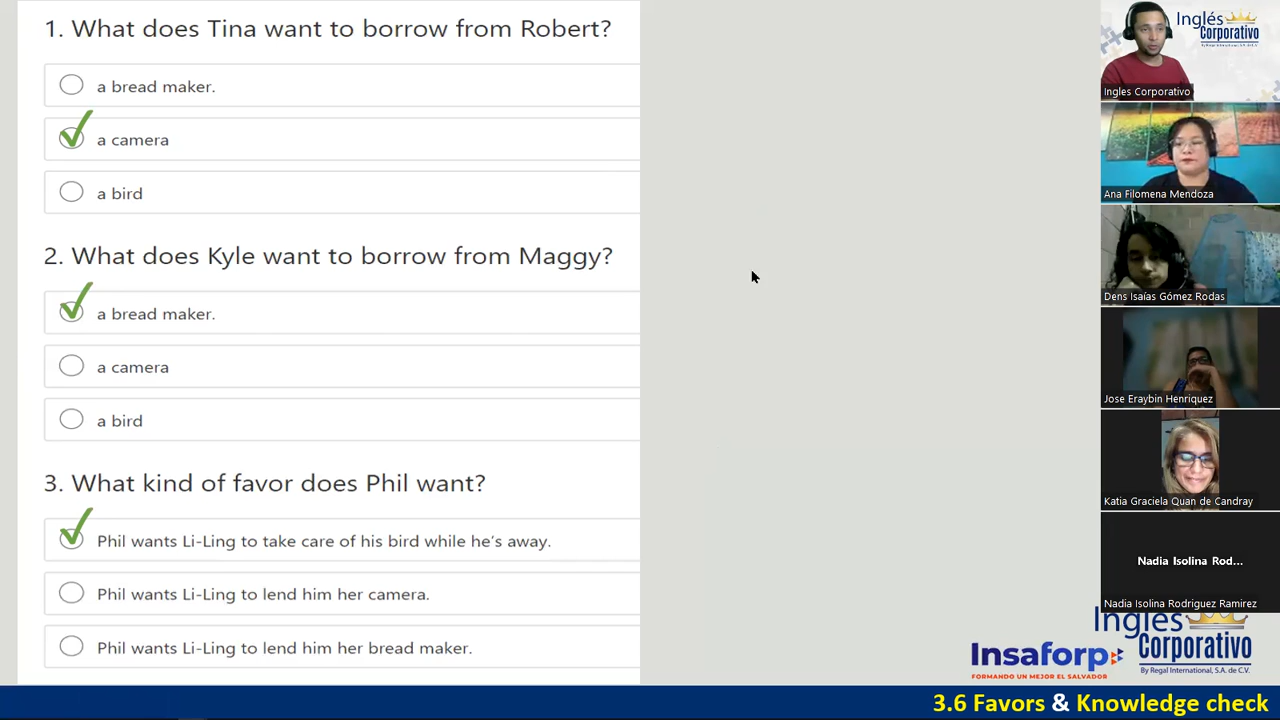 1. What does Tina want to borrow from Robert?
a bread maker.
a camera
a bird
2. What does Kyle want to borrow from Maggy?
a bread maker.
a camera
a bird
3. What kind of favor does Phil want?
Phil wants Li-Ling to take care of his bird while he's away.
Phil wants Li-Ling to lend him her camera.
Phil wants Li-Ling to lend him her bread maker.
Inglés
Corporativo
By Regal International, S.A. de C.V.
Ingles Corporativo
Ana Filomena Mendoza
Dens Isaías Gómez Rodas
Jose Eraybin Henriquez
Katia Graciela Quan de Candray
Nadia Isolina Rod...
Nadia Isolina Rodriguez Ramirez
Insaforp
FORMANDO UN MEJOR EL SALVADOR
Inglés
Corporativo
By Regal International, S.A. de C.V.
3.6 Favors & Knowledge check